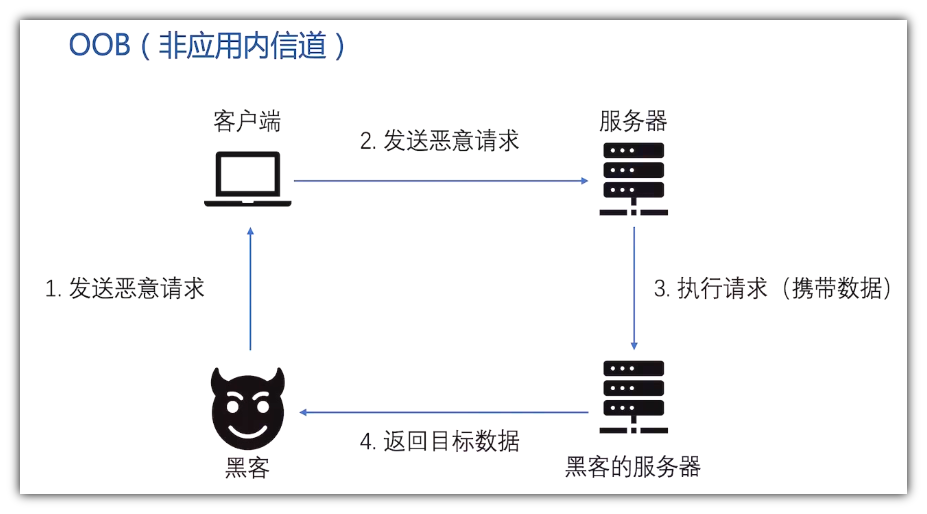 OOB（非应用内信道）
客户端
2. 发送恶意请求
服务器
1. 发送恶意请求
3. 执行请求（携带数据）
4. 返回目标数据
黑客
黑客的服务器